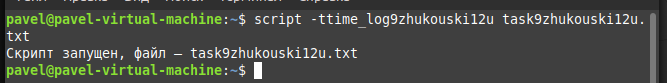 pavel@pavel-virtual-machine:~$ script -ttime_log9zhukouski12u task9zhukouski12u.
txt
Скрипт запущен, файл — task9zhukouski12u.txt
pavel@pavel-virtual-machine:~$